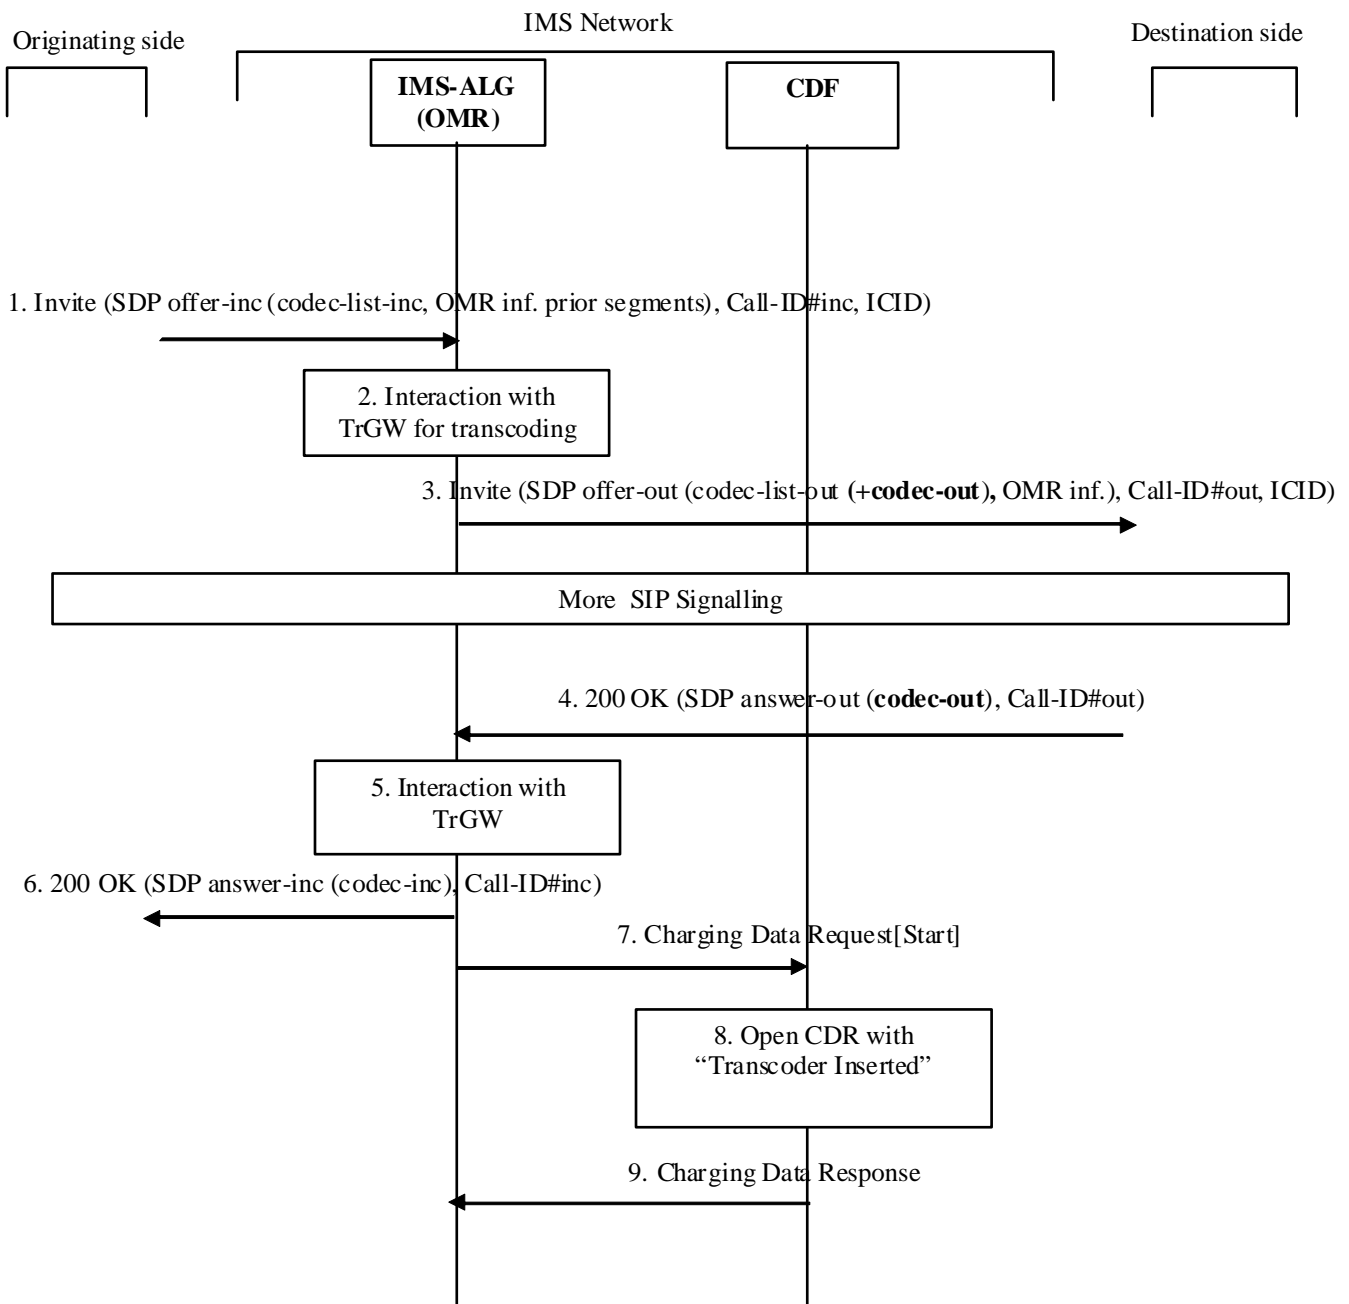 IMS Network
Originating side
Destination side
IMS-ALG
(OMR)
CDF
1. Invite (SDP offer-inc (codec-list-inc, OMR inf. prior segments), Call-ID#inc, ICID)
2. Interaction with
TrGW for transcoding
3. Invite (SDP offer-out (codec-list-out (+codec-out), OMR inf.), Call-ID#out, ICID)
More SIP Signalling
4. 200 OK (SDP answer-out (codec-out), Call-ID#out)
5. Interaction with
TrGW
6. 200 OK (SDP answer-inc (codec-inc), Call-ID#inc)
7. Charging Data Request[Start]
8. Open CDR with
“Transcoder Inserted”
9. Charging Data Response